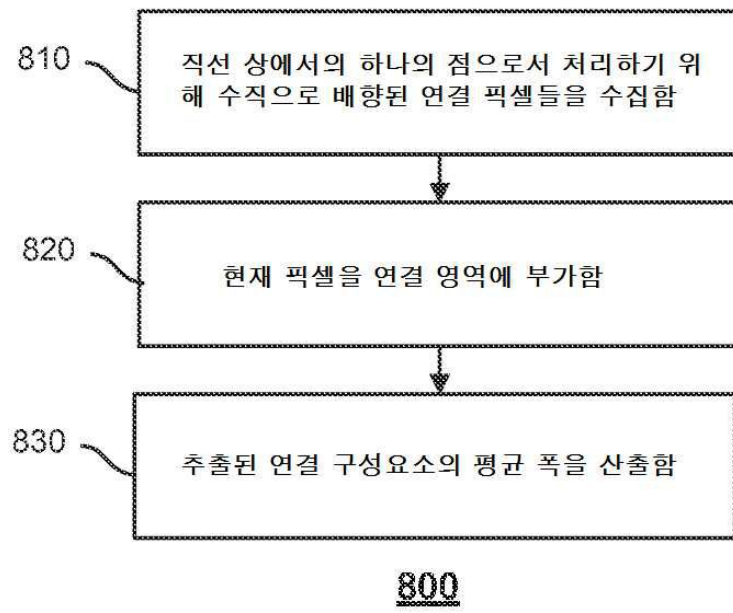 810
직선 상에서의 하나의 점으로서 처리하기 위
해 수직으로 배향된 연결 픽셀들을 수집함
820
현재 픽셀을 연결 영역에 부가함
830
추출된 연결 구성요소의 평균 폭을 산출함
800